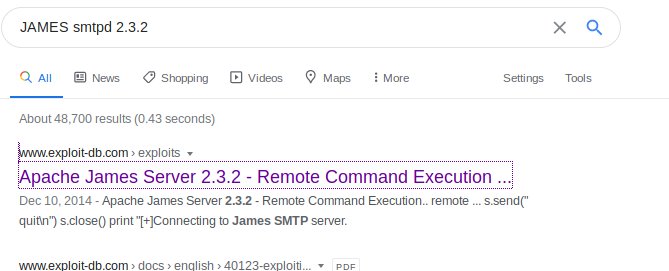 JAMES smtpd 2.3.2
All News Shopping Videos Maps More Settings Tools
About 48,700 results (0.43 seconds)
www.exploit-db.com › exploits
Apache James Server 2.3.2 - Remote Command Execution ...
Dec 10, 2014 - Apache James Server 2.3.2 - Remote Command Execution.. remote ... s.send("
quit\n") s.close() print "[+]Connecting to James SMTP server.
www.exploit-db.com › docs › english › 40123-exploiti... PDF